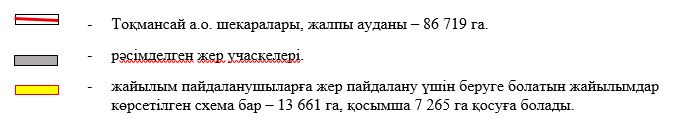 - Тоқмансай а.о. шекаралары, жалпы ауданы – 86 719 га.
- рәсімделген жер учаскелері.
- жайылым пайдаланушыларға жер пайдалану үшін беруге болатын жайылымдар
көрсетілген схема бар – 13 661 га, қосымша 7 265 га қосуға болады.